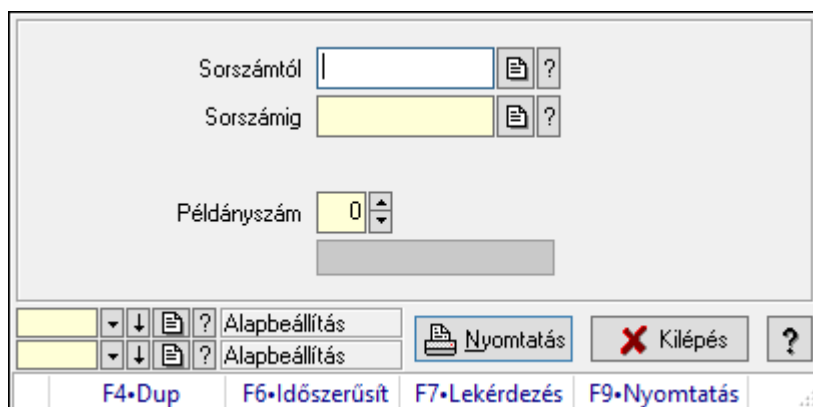 Sorszámtól ?
Sorszámig ?
Példányszám 0
? Alapbeállítás
? Alapbeállítás
Nyomtatás Kilépés ?
F4•Dup F6•Időszerűsít F7•Lekérdezés F9•Nyomtatás